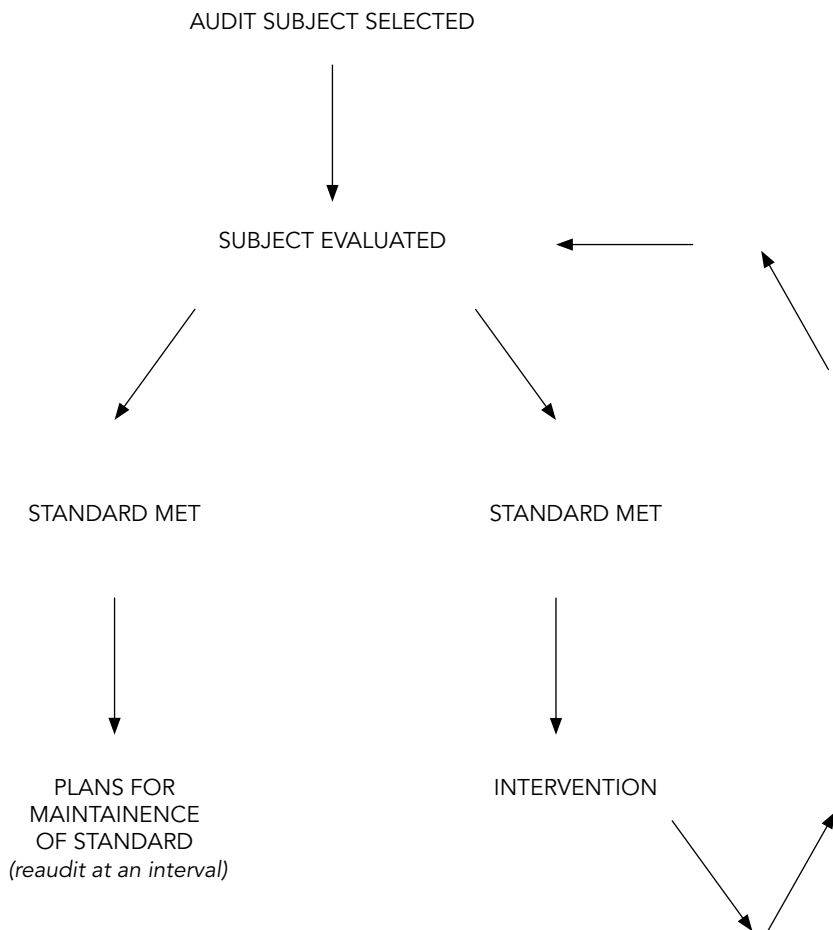 AUDIT SUBJECT SELECTED
SUBJECT EVALUATED
STANDARD MET
STANDARD MET
PLANS FOR
MAINTAINENCE
OF STANDARD
(reaudit at an interval)
INTERVENTION